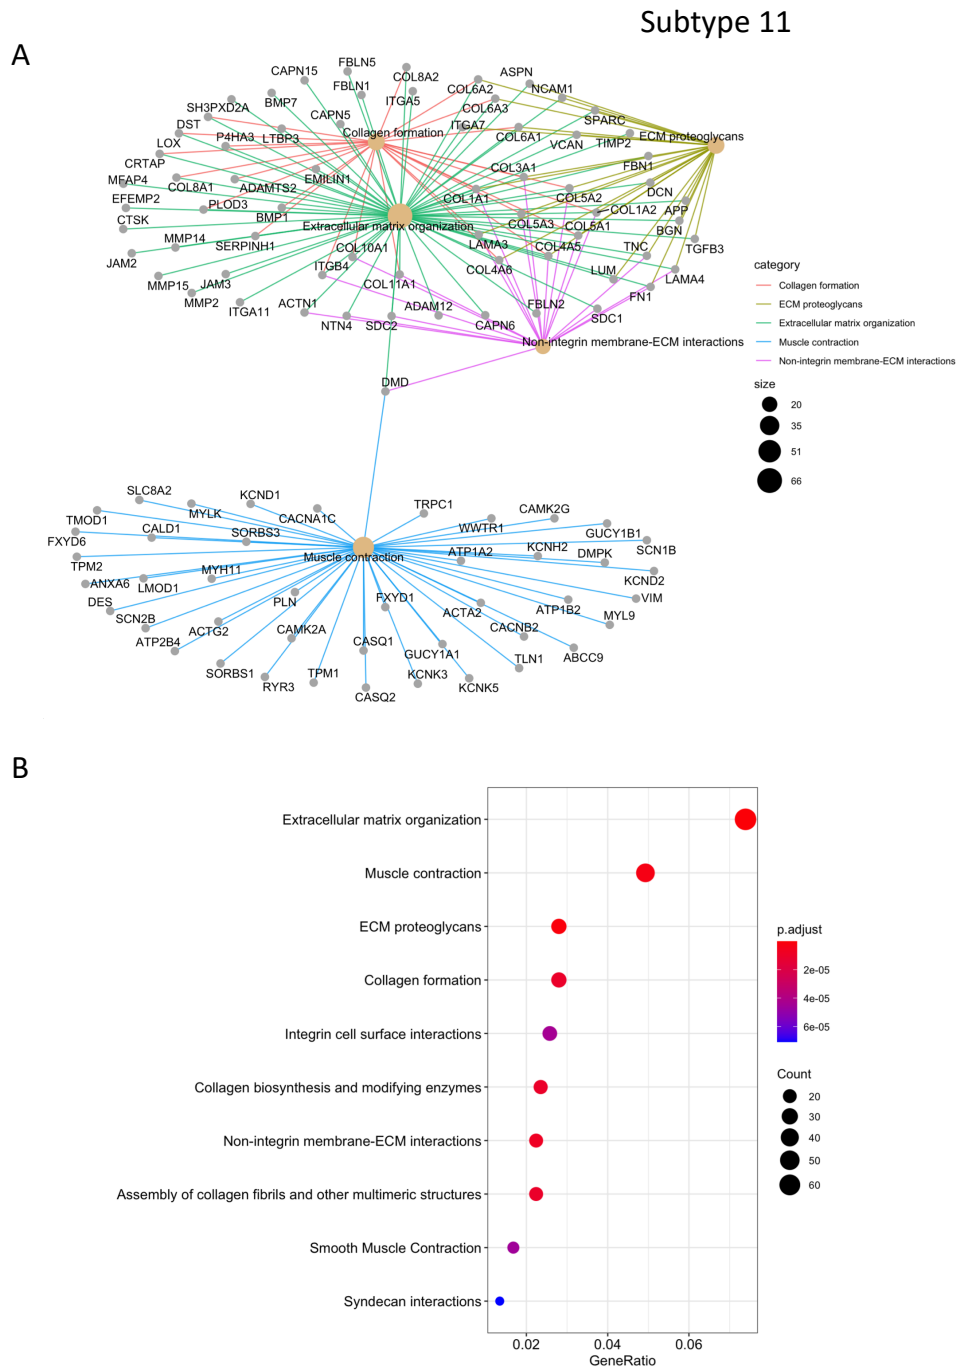 Subtype 11
A
FBLN5
CAPN15
COL8A2
ASPN
FBLN1
COL6A2
NCAM1
BMP7
ITGA5
SH3PXD2A
COL6A3
CAPN5
SPARC
DST
ITGA7
LOX
P4HA3
LTBP3
Collagen formation
COL6A1
VCAN
TIMP2
ECM proteoglycans
CRTAP
COL3A1
FBN1
MFAP4
COL8A1
ADAMTS2
EMILIN1
COL1A1
COL5A2
DCN
EFEMP2
PLOD3
BMP1
COL5A3
COL1A2
APP
CTSK
Extracellular matrix organization
COL5A1
BGN
MMP14
SERPINH1
COL10A1
LAMA3
COL4A5
TNC
TGFB3
JAM2
ITGB4
COL4A6
LUM
LAMA4
MMP15
JAM3
COL11A1
FN1
MMP2
ITGA11
ACTN1
ADAM12
FBLN2
SDC1
NTN4
SDC2
CAPN6
Non-integrin membrane-ECM interactions
DMD
category
Collagen formation
ECM proteoglycans
Extracellular matrix organization
Muscle contraction
Non-integrin membrane-ECM interactions
size
20
35
51
66
SLC8A2
KCND1
TRPC1
CAMK2G
TMOD1
MYLK
CACNA1C
WWTR1
FXYD6
CALD1
SORBS3
GUCY1B1
SCN1B
TPM2
Muscle contraction
ATP1A2
KCNH2
DMPK
ANXA6
LMOD1
MYH11
KCND2
DES
PLN
FXYD1
ACTA2
ATP1B2
VIM
SCN2B
ACTG2
CACNB2
MYL9
ATP2B4
CAMK2A
CASQ1
GUCY1A1
TLN1
ABCC9
SORBS1
RYR3
TPM1
CASQ2
KCNK3
KCNK5
B
Extracellular matrix organization
Muscle contraction
ECM proteoglycans
Collagen formation
Integrin cell surface interactions
Collagen biosynthesis and modifying enzymes
Non-integrin membrane-ECM interactions
Assembly of collagen fibrils and other multimeric structures
Smooth Muscle Contraction
Syndecan interactions
0.02
0.04
0.06
GeneRatio
p.adjust
2e-05
4e-05
6e-05
Count
20
30
40
50
60